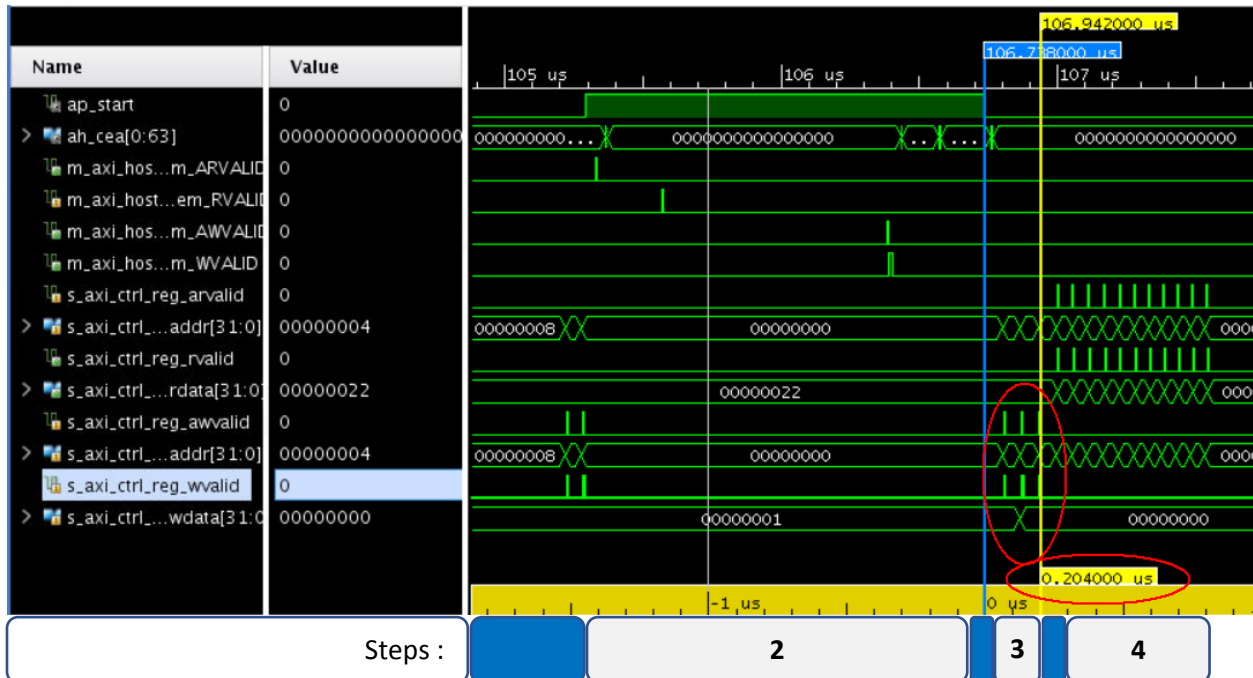 106.942000 us
106.738000 us
Name
Value
105 us
106 us
107 us
ap_start
0
ah_cea[0:63]
0000000000000000
000000000...
0000000000000000
...
0000000000000000
m_axi_hos...m_ARVALID
0
m_axi_host...em_RVALID
0
m_axi_hos...m_AWVALID
0
m_axi_hos...m_WVALID
0
s_axi_ctrl_reg_arvalid
0
s_axi_ctrl_...addr[31:0]
00000004
00000008
00000000
s_axi_ctrl_reg_rvalid
0
s_axi_ctrl_...rdata[31:0]
00000022
00000022
s_axi_ctrl_reg_awvalid
0
s_axi_ctrl_...addr[31:0]
00000004
00000008
00000000
s_axi_ctrl_reg_wvalid
0
s_axi_ctrl_...wdata[31:0
00000000
00000001
00000000
0.204000 us
-1 us
0 us
Steps :
2
3
4